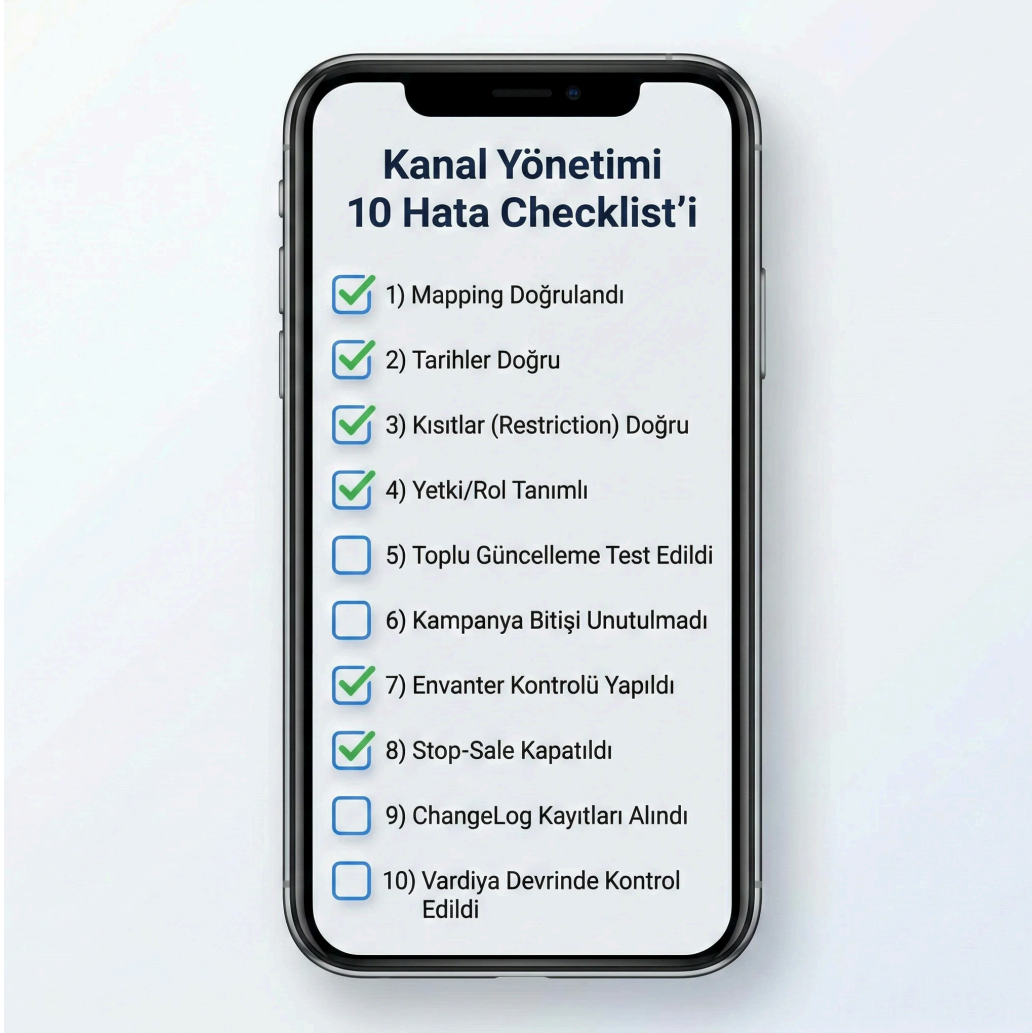 Kanal Yönetimi
10 Hata Checklist’i
1) Mapping Doğrulandı
2) Tarihler Doğru
3) Kısıtlar (Restriction) Doğru
4) Yetki/Rol Tanımlı
5) Toplu Güncelleme Test Edildi
6) Kampanya Bitişi Unutulmadı
7) Envanter Kontrolü Yapıldı
8) Stop-Sale Kapatıldı
9) ChangeLog Kayıtları Alındı
10) Vardiya Devrinde Kontrol
Edildi